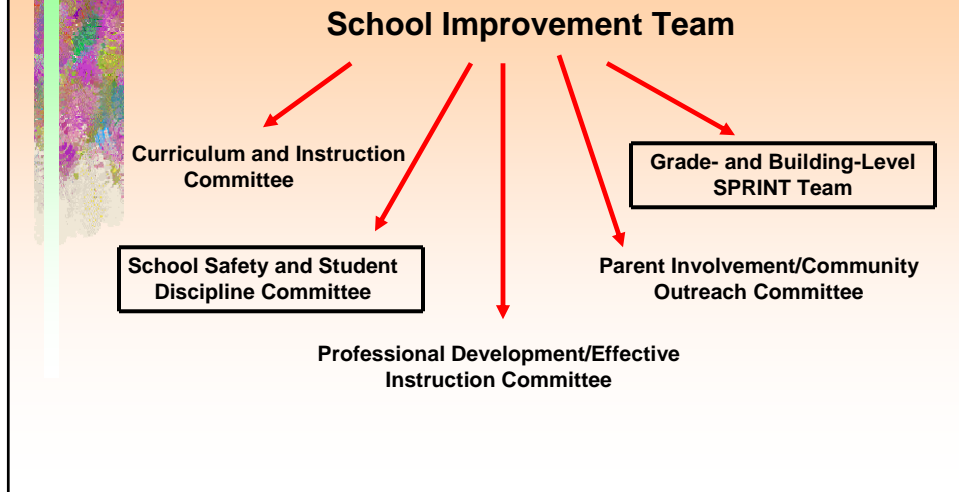 School Improvement Team
Curriculum and Instruction
Committee
Grade- and Building-Level
SPRINT Team
School Safety and Student
Discipline Committee
Parent Involvement/Community
Outreach Committee
Professional Development/Effective
Instruction Committee